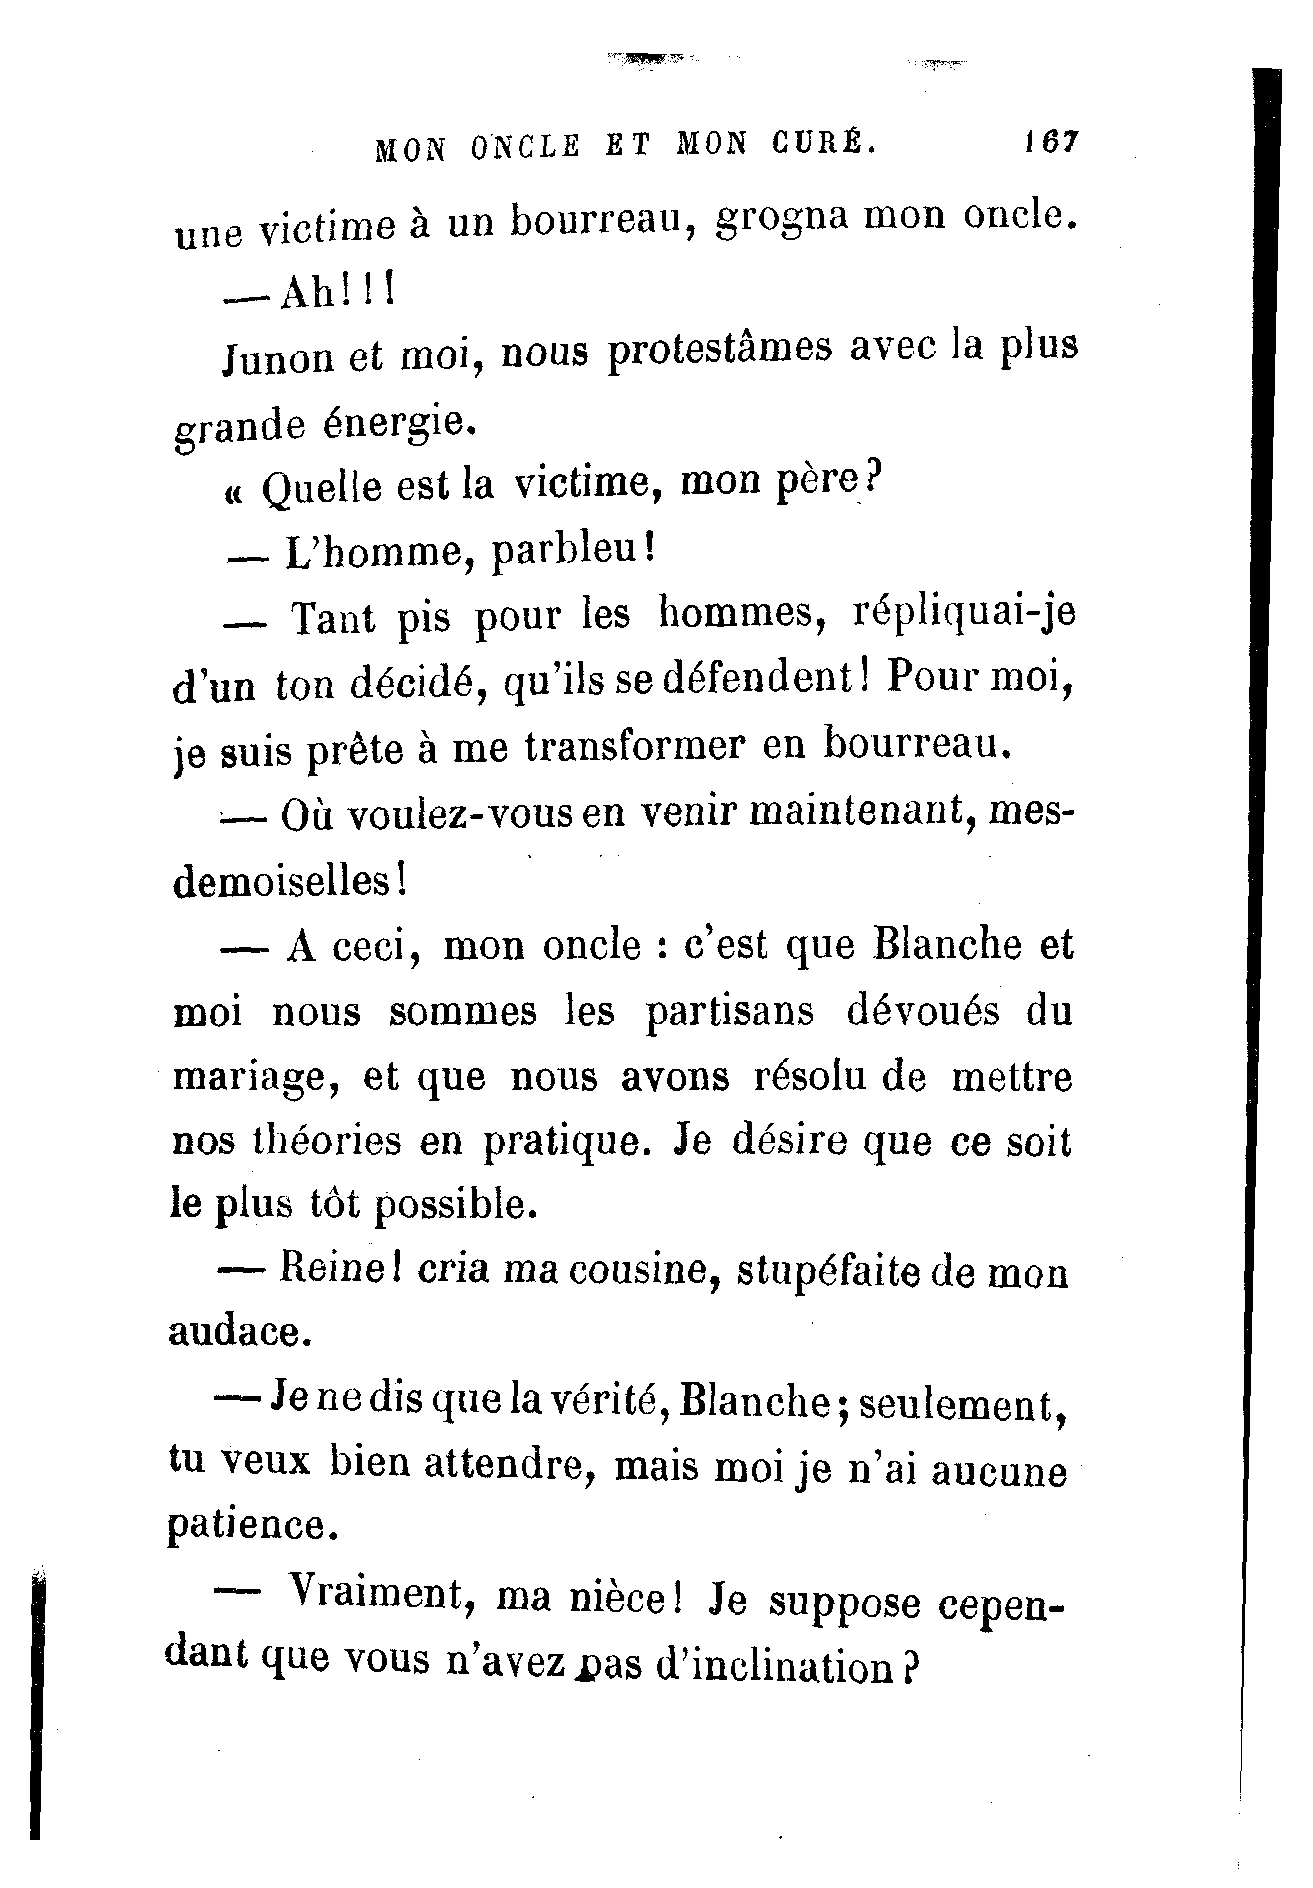 MON ONCLE ET MON CURÉ. 167
une victime à un bourreau, grogna mon oncle.
— Ah! ! !
Junon et moi, nous protestâmes avec la plus
grande énergie.
« Quelle est la victime, mon père ?
— L'homme, parbleu !
— Tant pis pour les hommes, répliquai-je
d'un ton décidé, qu'ils se défendent ! Pour moi,
je suis prête à me transformer en bourreau.
— Où voulez-vous en venir maintenant, mes-
demoiselles !
— A ceci, mon oncle : c'est que Blanche et
moi nous sommes les partisans dévoués du
mariage, et que nous avons résolu de mettre
nos théories en pratique. Je désire que ce soit
le plus tôt possible.
— Reine ! cria ma cousine, stupéfaite de mon
audace.
— Je ne dis que la vérité, Blanche ; seulement,
tu veux bien attendre, mais moi je n'ai aucune
patience.
— Vraiment, ma nièce ! Je suppose cepen-
dant que vous n'avez pas d'inclination ?